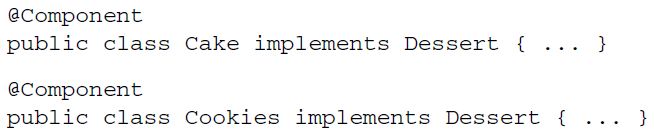 @Component
public class Cake implements Dessert { ... }
@Component
public class Cookies implements Dessert { ... }